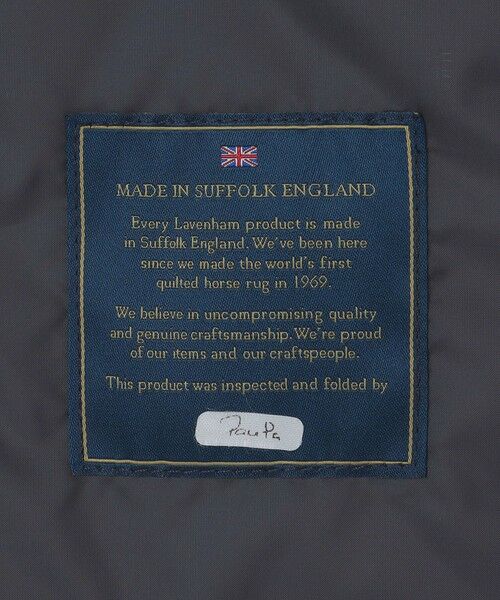 MADE IN SUFFOLK ENGLAND
Every Lavenham product is made
in Suffolk England. We've been here
since we made the world's first
quilted horse rug in 1969.
We believe in uncompromising quality
and genuine craftsmanship. We're proud
of our items and our craftspeople.
This product was inspected and folded by
Paula